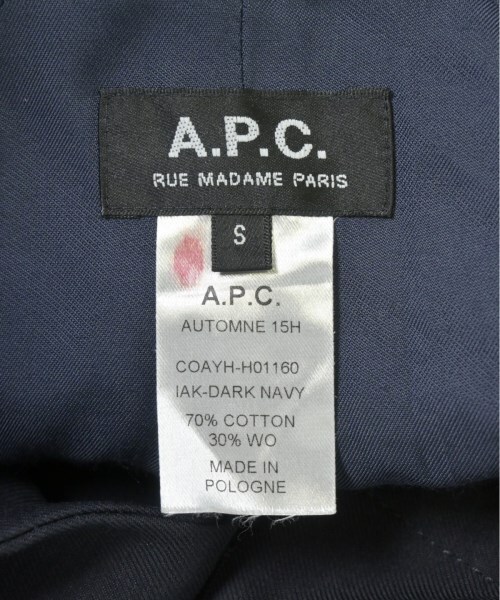 A.P.C.
RUE MADAME PARIS
S
A.P.C.
AUTOMNE 15H
COAYH-H01160
IAK-DARK NAVY
70% COTTON
30% WO
MADE IN
POLOGNE